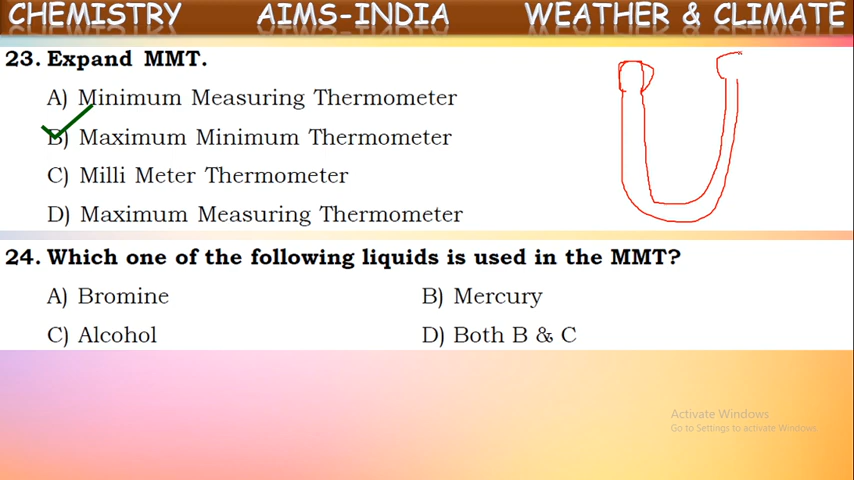 CHEMISTRY AIMS-INDIA WEATHER & CLIMATE
23. Expand MMT.
A) Minimum Measuring Thermometer
B) Maximum Minimum Thermometer
C) Milli Meter Thermometer
D) Maximum Measuring Thermometer
24. Which one of the following liquids is used in the MMT?
A) Bromine B) Mercury
C) Alcohol D) Both B & C
Activate Windows
Go to Settings to activate Windows.